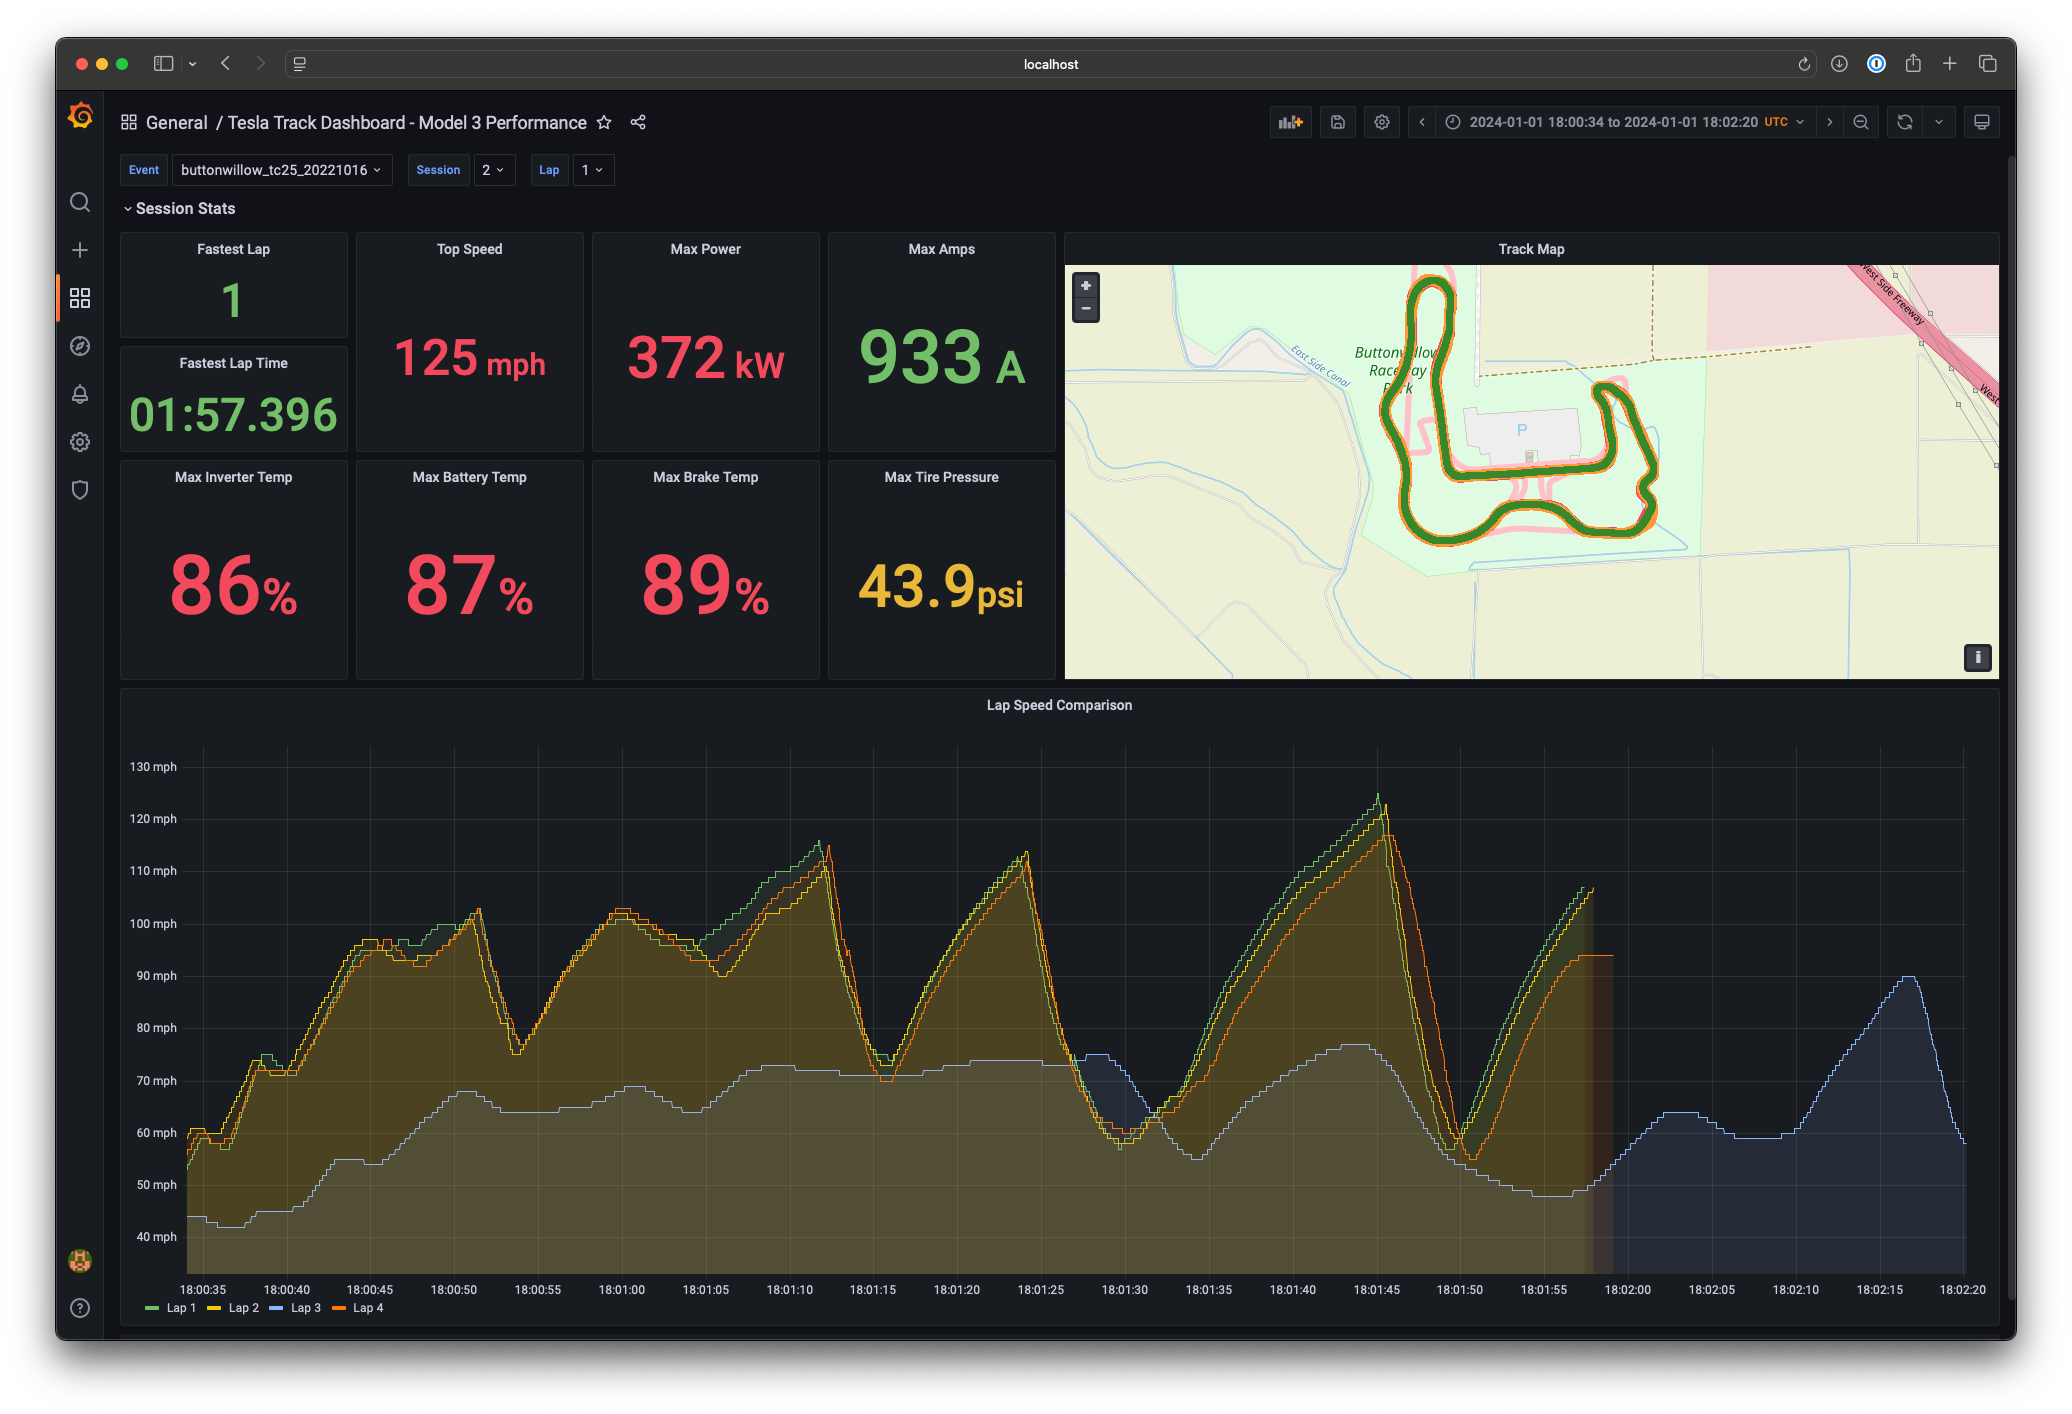 localhost
General / Tesla Track Dashboard - Model 3 Performance
2024-01-01 18:00:34 to 2024-01-01 18:02:20 UTC
Event buttonwillow_tc25_20221016 Session 2 Lap 1
Session Stats
Fastest Lap
1
Fastest Lap Time
01:57.396
Top Speed
125 mph
Max Power
372 kW
Max Amps
933 A
Max Inverter Temp
86%
Max Battery Temp
87%
Max Brake Temp
89%
Max Tire Pressure
43.9psi
Track Map
+
−
East Side Canal
Buttonwillow
Raceway
Park
P
West Side Freeway
West
i
Lap Speed Comparison
130 mph
120 mph
110 mph
100 mph
90 mph
80 mph
70 mph
60 mph
50 mph
40 mph
18:00:35 18:00:40 18:00:45 18:00:50 18:00:55 18:01:00 18:01:05 18:01:10 18:01:15 18:01:20 18:01:25 18:01:30 18:01:35 18:01:40 18:01:45 18:01:50 18:01:55 18:02:00 18:02:05 18:02:10 18:02:15 18:02:20
Lap 1 Lap 2 Lap 3 Lap 4